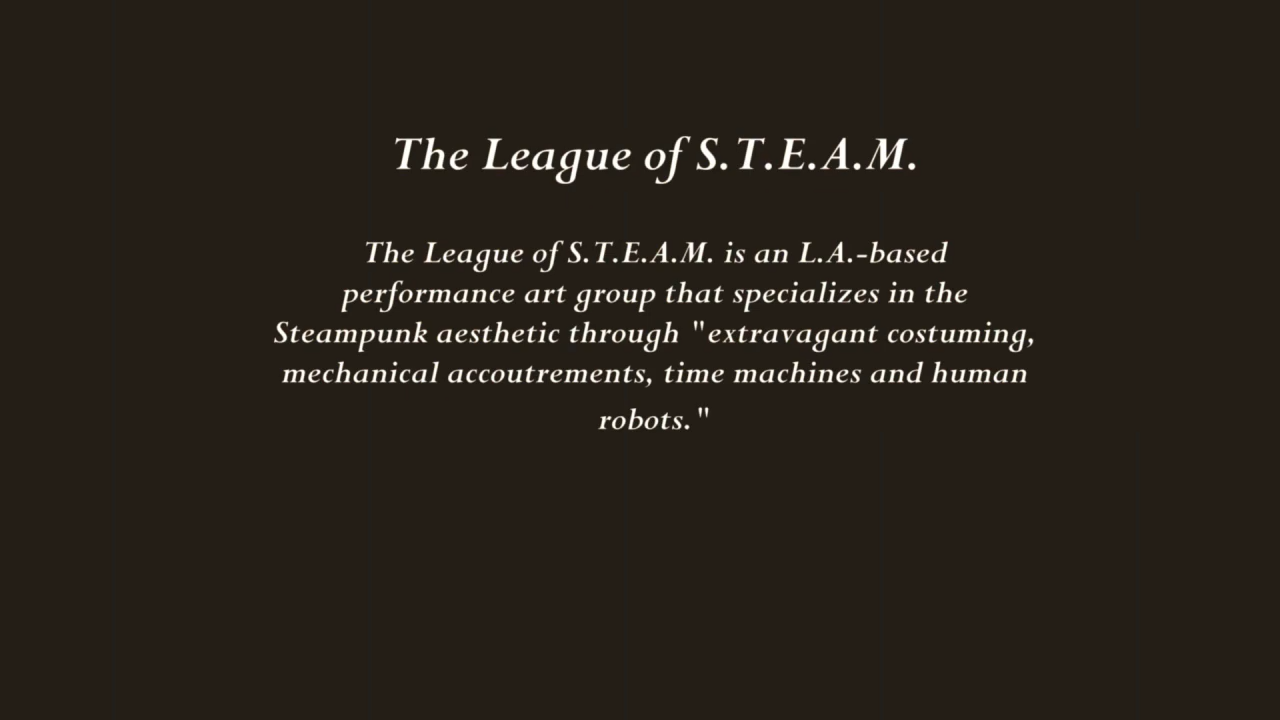 The League of S.T.E.A.M.
The League of S.T.E.A.M. is an L.A.-based
performance art group that specializes in the
Steampunk aesthetic through "extravagant costuming,
mechanical accoutrements, time machines and human
robots."